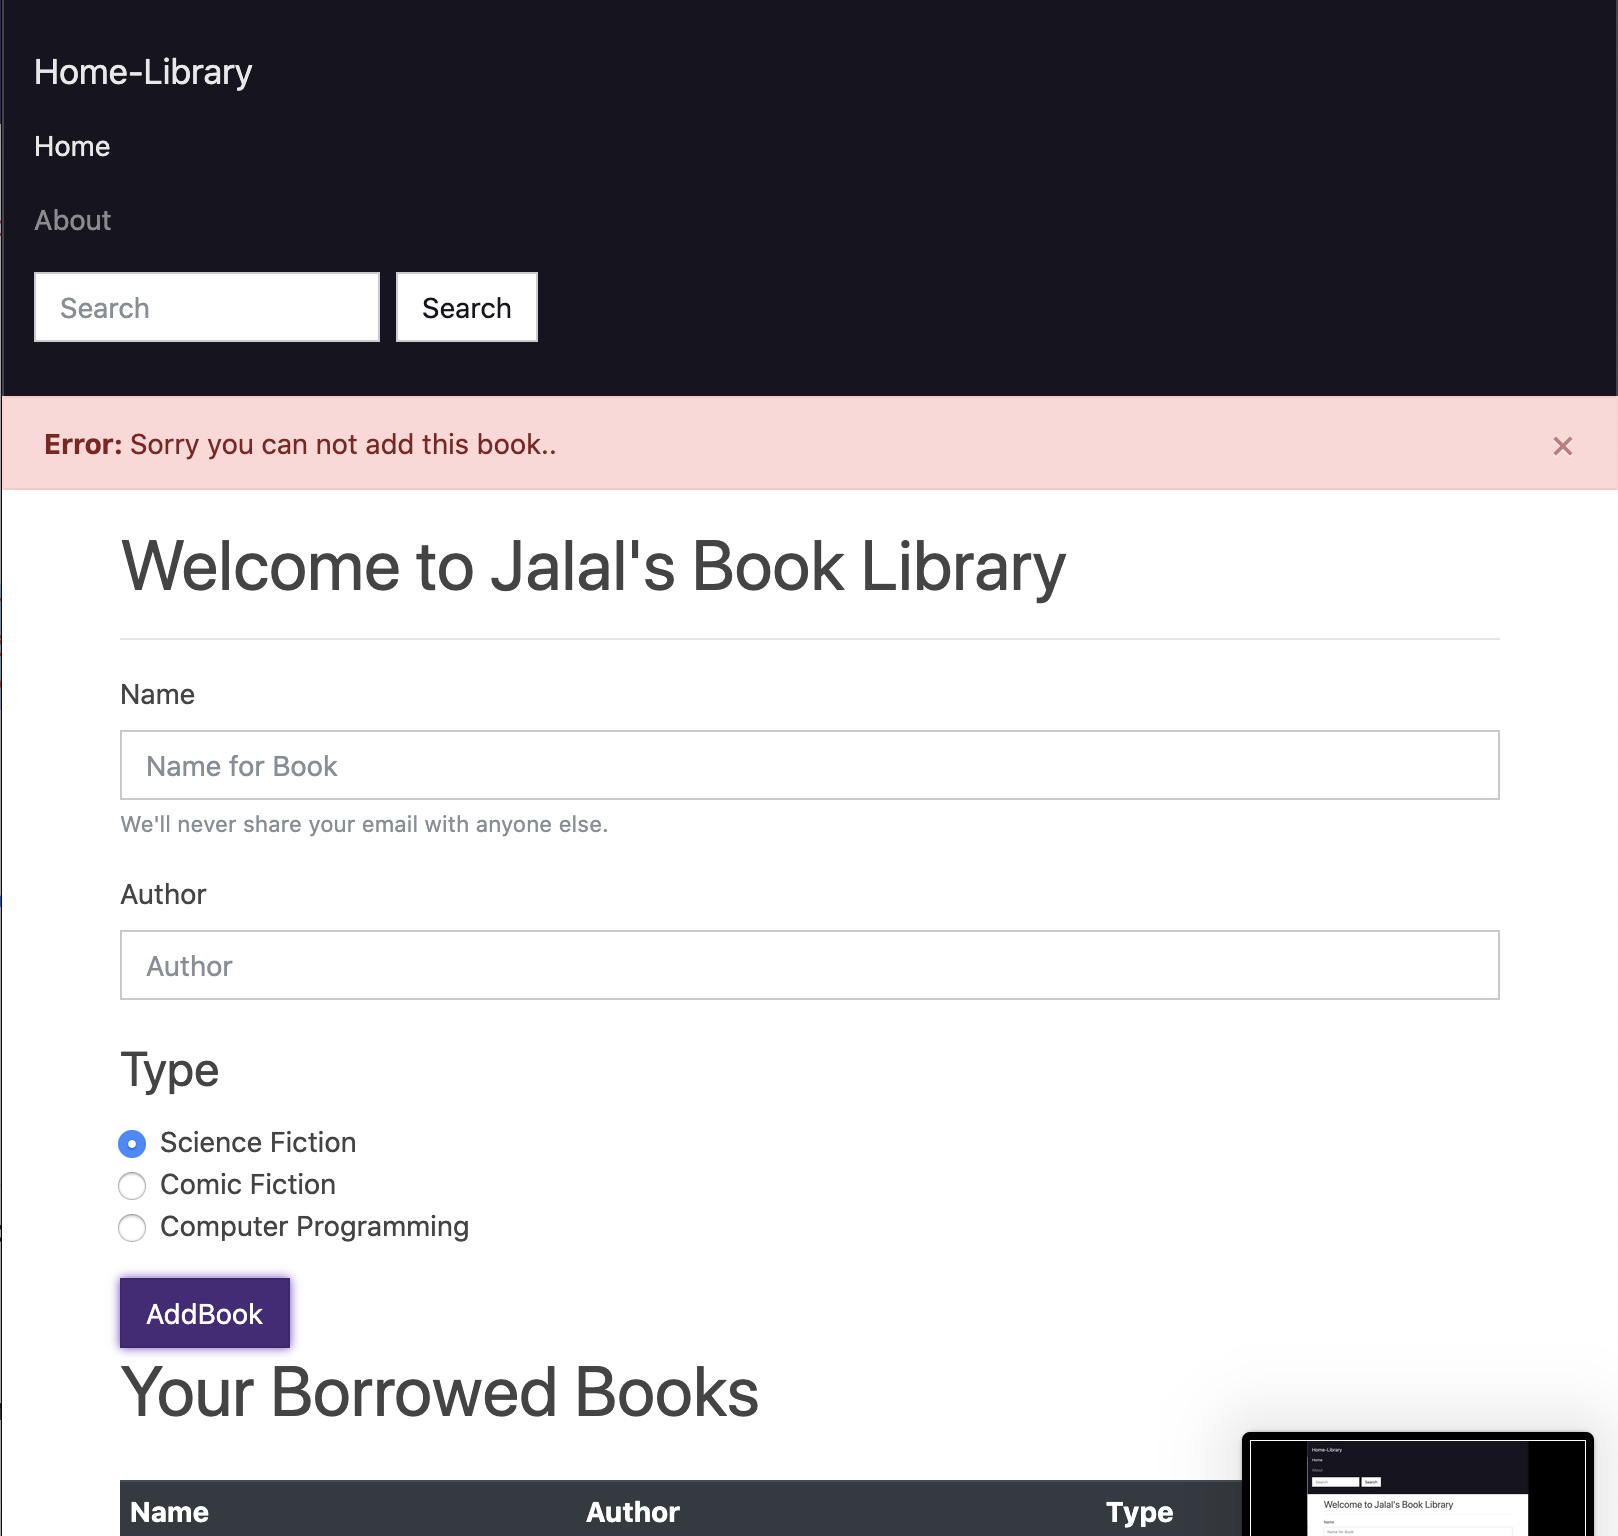 Home-Library
Home
About
Search Search
Error: Sorry you can not add this book.. ×
Welcome to Jalal's Book Library
Name
Name for Book
We'll never share your email with anyone else.
Author
Author
Type
Science Fiction
Comic Fiction
Computer Programming
AddBook
Your Borrowed Books
Name Author Type
Home-Library
Home
About
Search Search
Welcome to Jalal's Book Library
Name
Name for Book